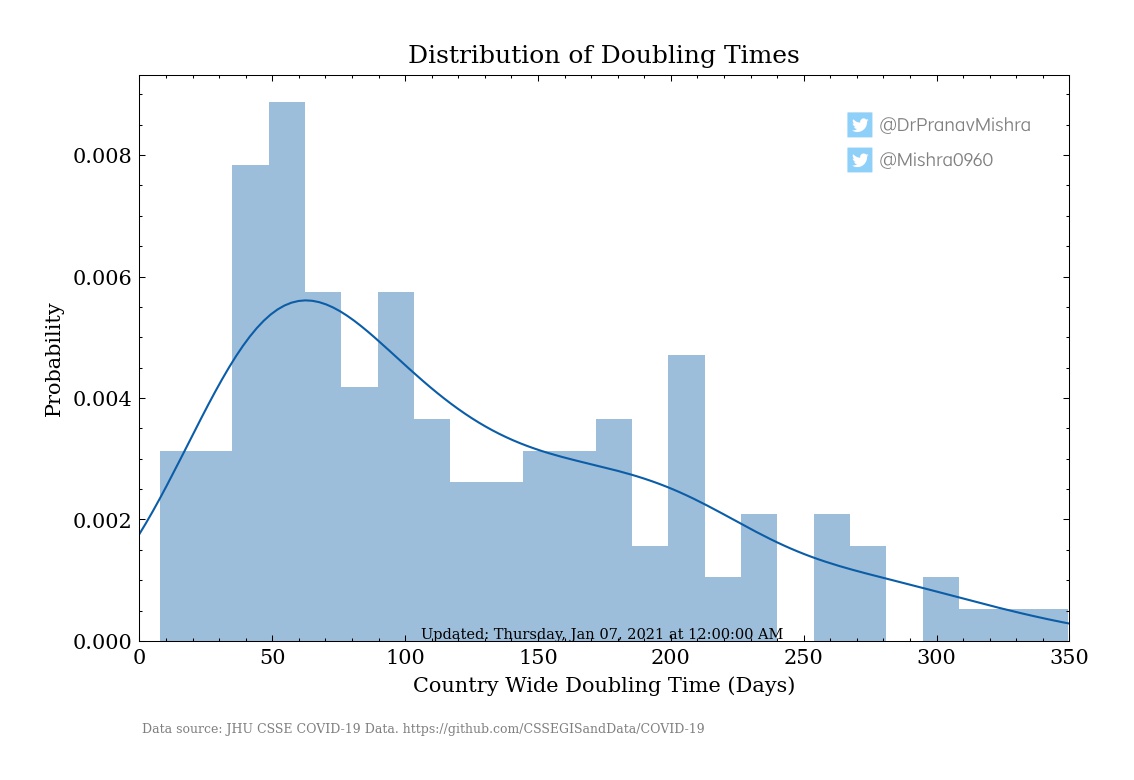 Distribution of Doubling Times
@DrPranavMishra
@Mishra0960
Probability
0.008
0.006
0.004
0.002
0.000
Updated: Thursday, Jan 07, 2021 at 12:00:00 AM
0 50 100 150 200 250 300 350
Country Wide Doubling Time (Days)
Data source: JHU CSSE COVID-19 Data. https://github.com/CSSEGISandData/COVID-19